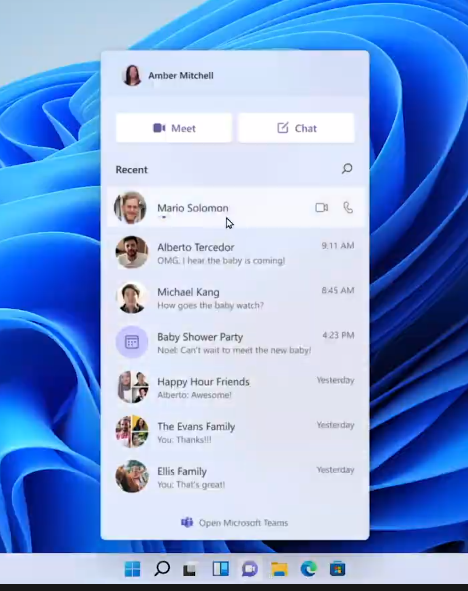 Amber Mitchell
Meet
Chat
Recent
Mario Solomon
Alberto Tercedor
9:11 AM
OMG, I hear the baby is coming!
Michael Kang
8:45 AM
How goes the baby watch?
Baby Shower Party
4:23 PM
Noel: Can't wait to meet the new baby!
Happy Hour Friends
Yesterday
Alberto: Awesome!
The Evans Family
Yesterday
You: Thanks!!!
Ellis Family
Yesterday
You: That's great!
Open Microsoft Teams